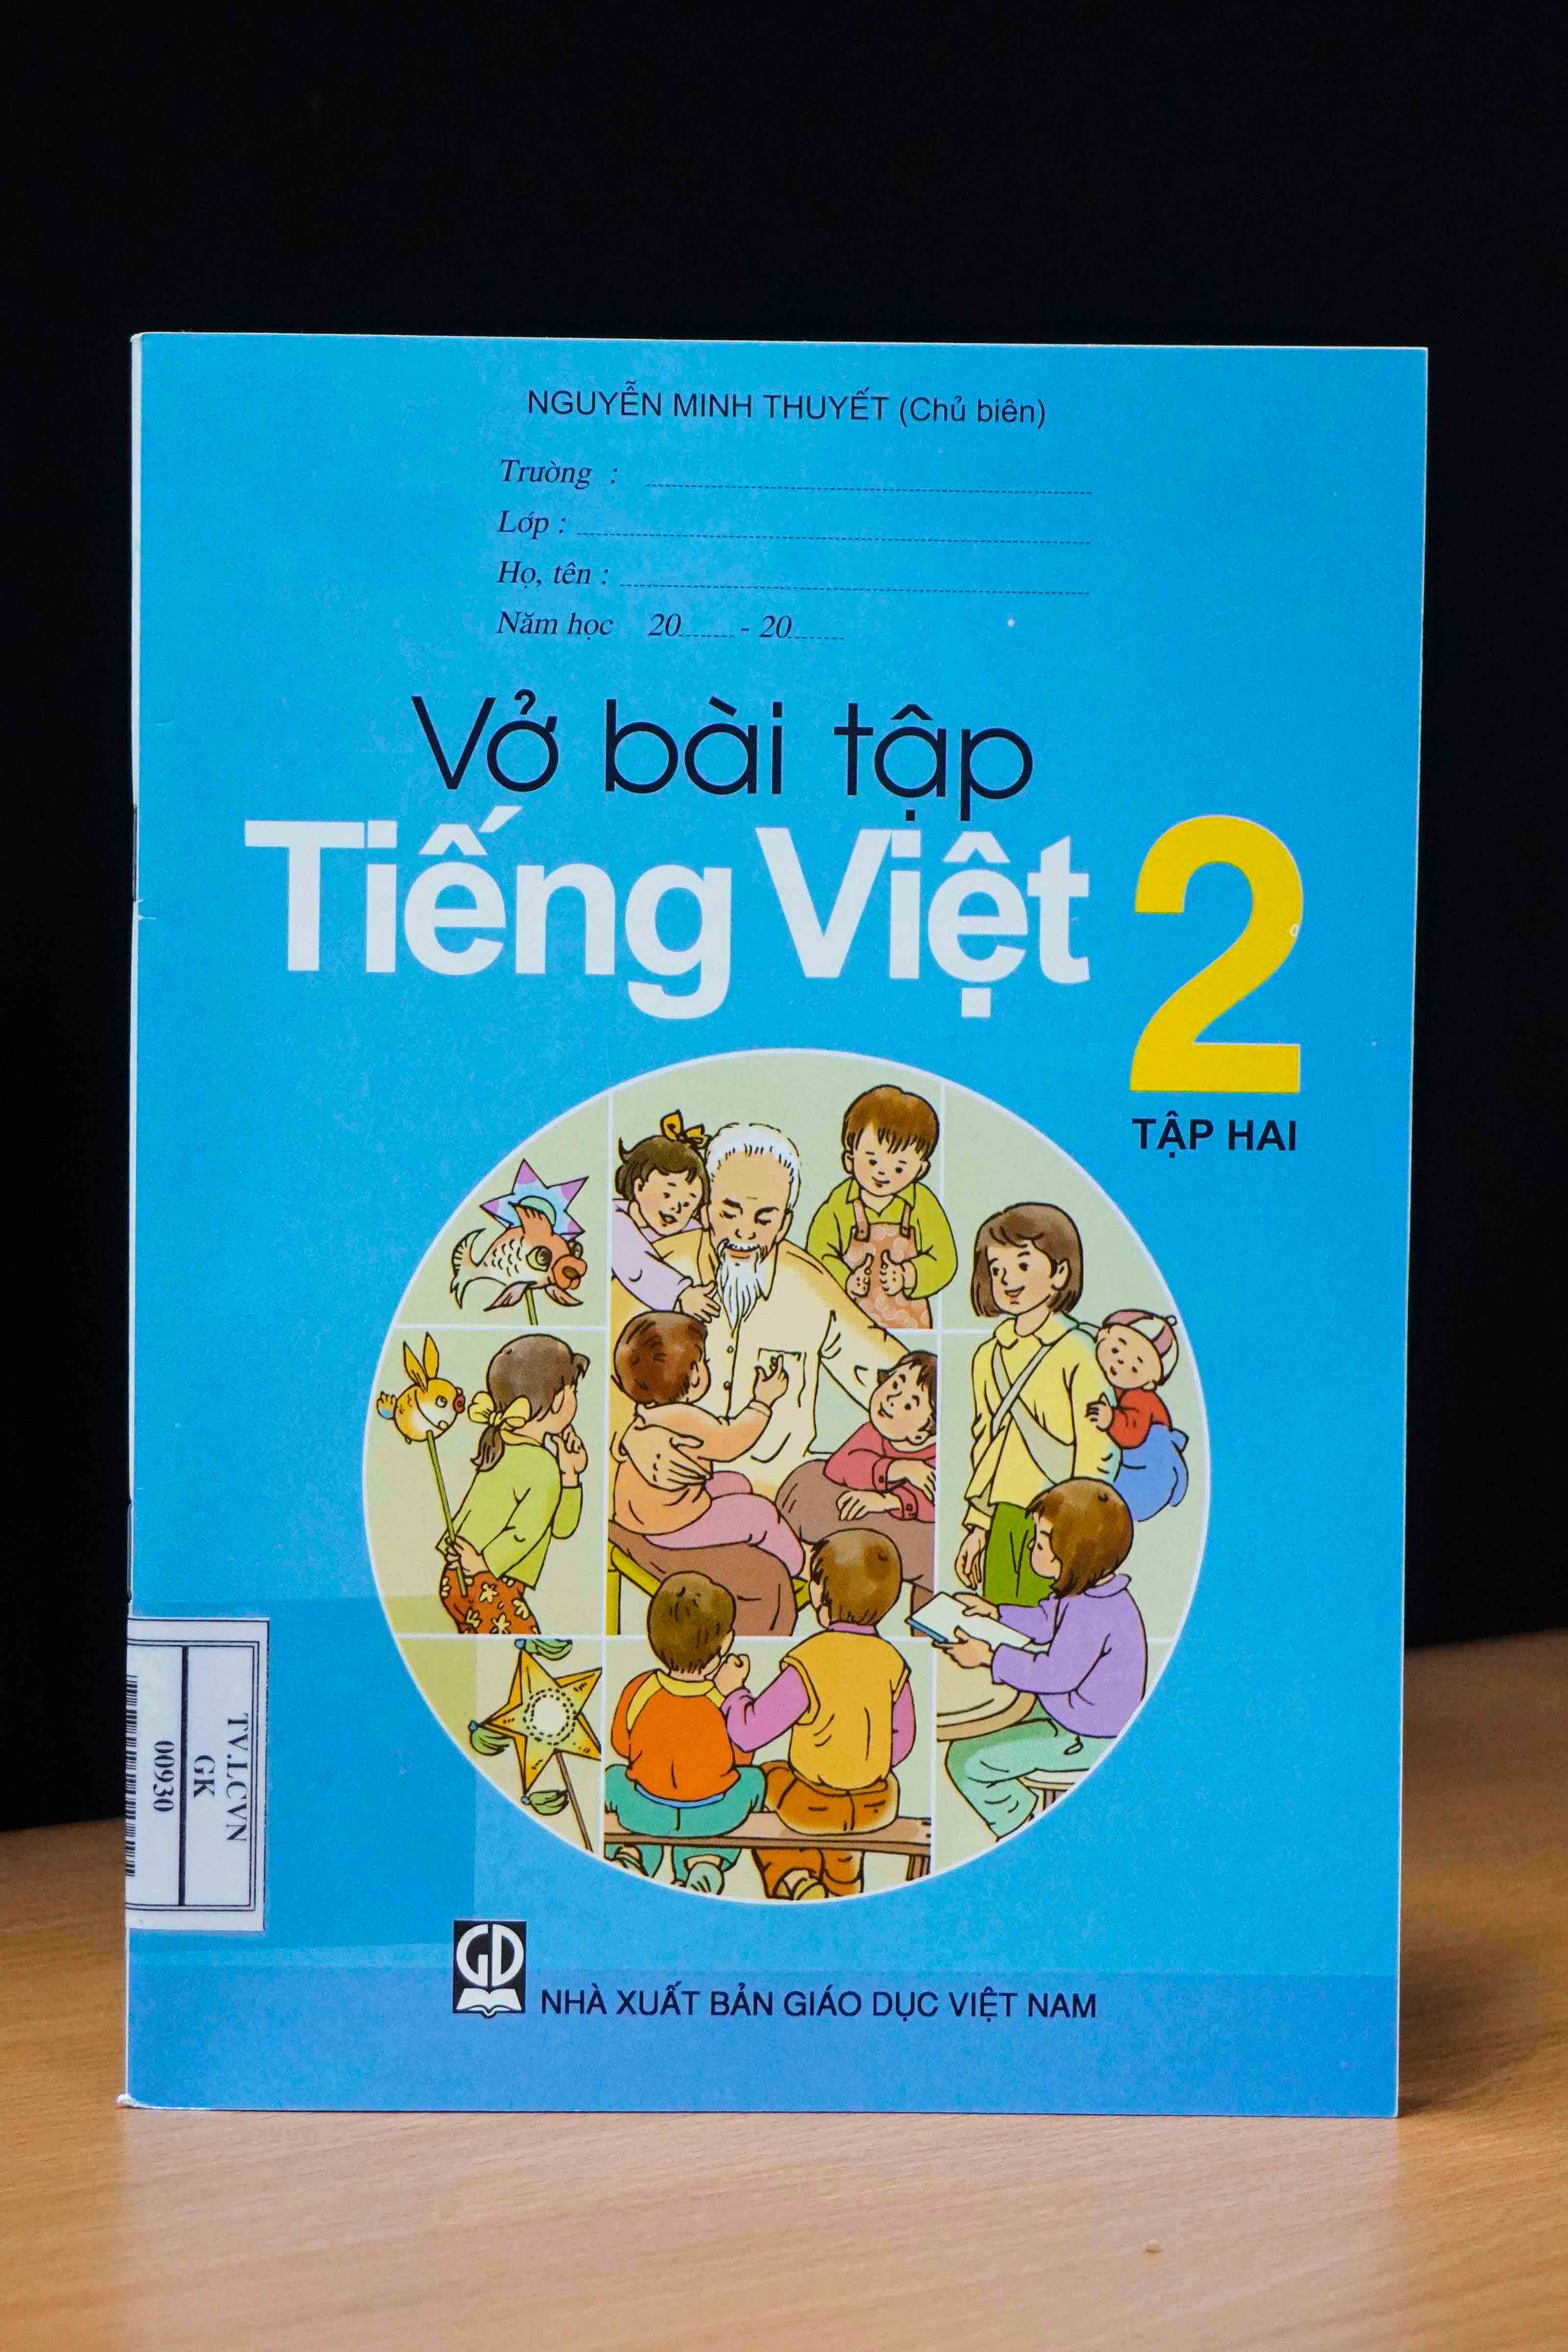 NGUYỄN MINH THUYẾT (Chủ biên)
Trường :
Lớp :
Họ, tên :
Năm học 20 - 20
Vở bài tập
Tiếng Việt 2
TẬP HAI
TV.LCVN
GK
00930
GD
NHÀ XUẤT BẢN GIÁO DỤC VIỆT NAM